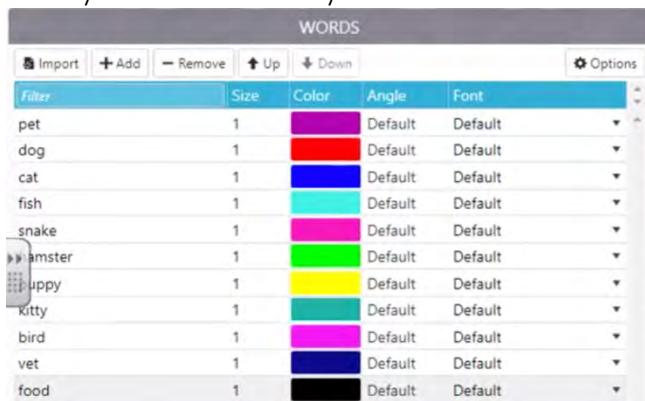 WORDS
Import Add Remove Up Down Options
Filter Size Color Angle Font
pet 1 Default Default
dog 1 Default Default
cat 1 Default Default
fish 1 Default Default
snake 1 Default Default
amster 1 Default Default
uppy 1 Default Default
kitty 1 Default Default
bird 1 Default Default
vet 1 Default Default
food 1 Default Default